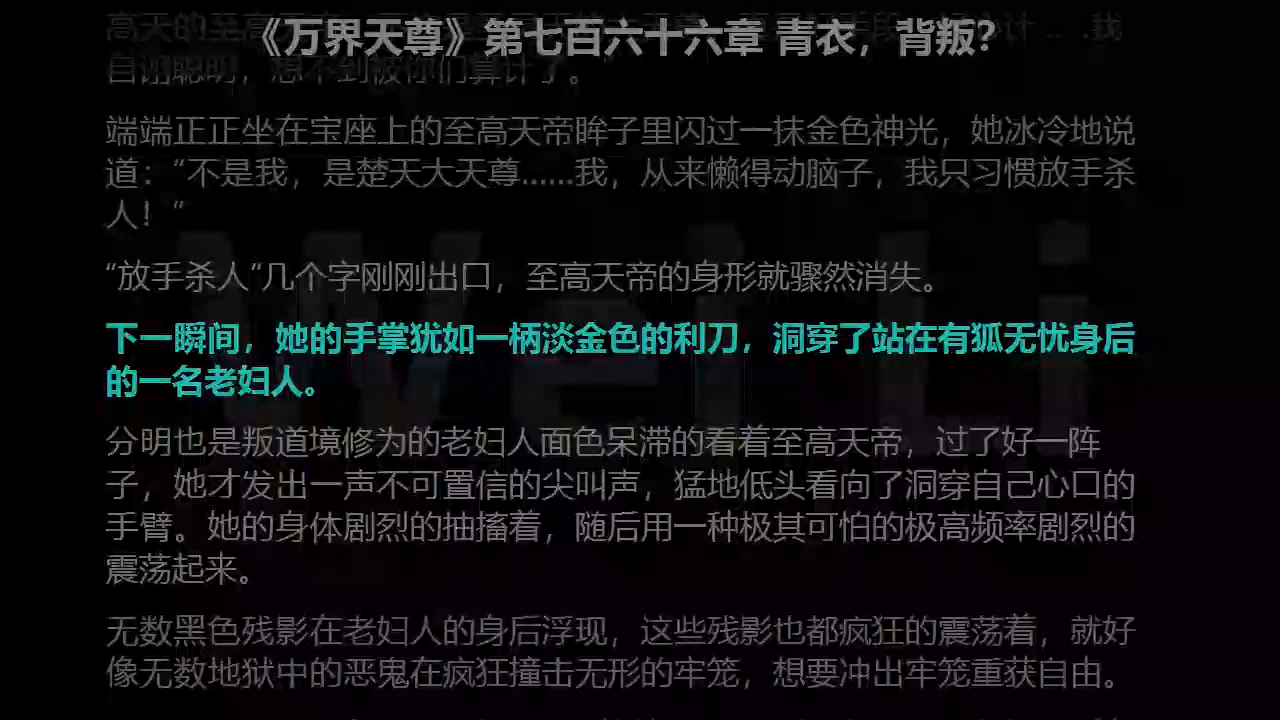 《万界天尊》第七百六十六章 青衣，背叛？
自诩聪明，想不到被你们算计了。”
端端正正坐在宝座上的至高天帝眸子里闪过一抹金色神光，她冰冷地说
道：“不是我，是楚天大天尊……我，从来懒得动脑子，我只习惯放手杀
人！”
“放手杀人”几个字刚刚出口，至高天帝的身形就骤然消失。
下一瞬间，她的手掌犹如一柄淡金色的利刀，洞穿了站在有狐无忧身后
的一名老妇人。
分明也是叛道境修为的老妇人面色呆滞的看着至高天帝，过了好一阵
子，她才发出一声不可置信的尖叫声，猛地低头看向了洞穿自己心口的
手臂。她的身体剧烈的抽搐着，随后用一种极其可怕的极高频率剧烈的
震荡起来。
无数黑色残影在老妇人的身后浮现，这些残影也都疯狂的震荡着，就好
像无数地狱中的恶鬼在疯狂撞击无形的牢笼，想要冲出牢笼重获自由。